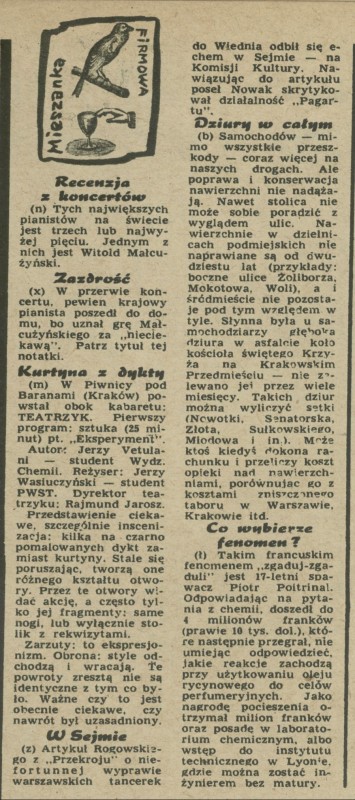 Mieszanka
FIRMOWA
Recenzja
z koncertów
(n) Tych największych
pianistów na świecie
jest trzech lub najwy-
żej pięciu. Jednym z
nich jest Witold Małcu-
żyński.
Zazdrość
(x) W przerwie kon-
certu, pewien krajowy
pianista poszedł do do-
mu, bo uznał grę Mał-
cużyńskiego za „niecie-
kawą”. Patrz tytuł tej
notatki.
Kurtyna z dykty
(m) W Piwnicy pod
Baranami (Kraków) po-
wstał obok kabaretu:
TEATRZYK. Pierwszy
program: sztuka (25 mi-
nut) pt. „Eksperyment”.
Autor: Jerzy Vetula-
ni — student Wydz.
Chemii. Reżyser: Jerzy
Wasiuczyński — student
PWST. Dyrektor tea-
trzyku: Rajmund Jarosz.
Przedstawienie cieka-
we, szczególnie insceni-
zacja: kilka na czarno
pomalowanych dykt za-
miast kurtyny. Stale się
poruszając, tworzą one
różnego kształtu otwo-
ry. Przez te otwory wi-
dać akcję, a często tyl-
ko jej fragmenty: same
nogi, lub wyłącznie sto-
lik z rekwizytami.
Zarzuty: to ekspresjo-
nizm. Obrona: style od-
chodzą i wracają. Te
powroty zresztą nie są
identyczne z tym co by-
ło. Ważne czy to jest
obecnie ciekawe, czy
nawrót był uzasadniony.
W Sejmie
(z) Artykuł Rogowskie-
go z „Przekroju” o nie-
fortunnej wyprawie
warszawskich tancerek
do Wiednia odbił się e-
chem w Sejmie — na
Komisji Kultury. Na-
wiązując do artykułu
poseł Nowak skrytyko-
wał działalność „Pagar-
tu”.
Dziury w całym
(b) Samochodów — mi-
mo wszystkie przesz-
kody — coraz więcej na
naszych drogach. Ale
poprawa i konserwacja
nawierzchni nie nadąża-
ją. Nawet stolica nie
może sobie poradzić z
wyglądem ulic. Na-
wierzchnie w dzielni-
cach podmiejskich nie
naprawiane są od dwu-
dziestu lat (przykłady:
boczne ulice Żoliborza,
Mokotowa, Woli), a i
śródmieście nie pozosta-
je pod tym względem w
tyle. Słynna była u sa-
mochodziarzy głęboka
dziura w asfalcie koło
kościoła świętego Krzy-
ża na Krakowskim
Przedmieściu — nie za-
lewano jej przez wiele
miesięcy. Takich dziur
można wyliczyć setki
(Nowotki, Senatorska,
Złota, Sułkowskiego,
Miodowa i in.). Może
ktoś kiedyś dokona ra-
chunku i przeliczy koszt
opieki nad nawierzch-
niami, porównując go z
kosztami zniszczonego
taboru w Warszawie,
Krakowie itd.
Co wybierze
fenomen?
(ł) Takim francuskim
fenomenem „zgaduj-zga-
duli” jest 17-letni spa-
wacz Piotr Poitrinal.
Odpowiadając na pyta-
nia z chemii, doszedł do
4 milionów franków
(prawie 10 tys. dol.), któ-
re następnie przegrał, nie
umiejąc odpowiedzieć,
jakie reakcje zachodzą
przy użytkowaniu oleju
rycynowego do celów
perfumeryjnych. Jako
nagrodę pocieszenia o-
trzymał milion franków
oraz posadę w laborato-
rium chemicznym, albo
wstęp do instytutu
technicznego w Lyonie,
gdzie można zostać in-
żynierem bez matury.